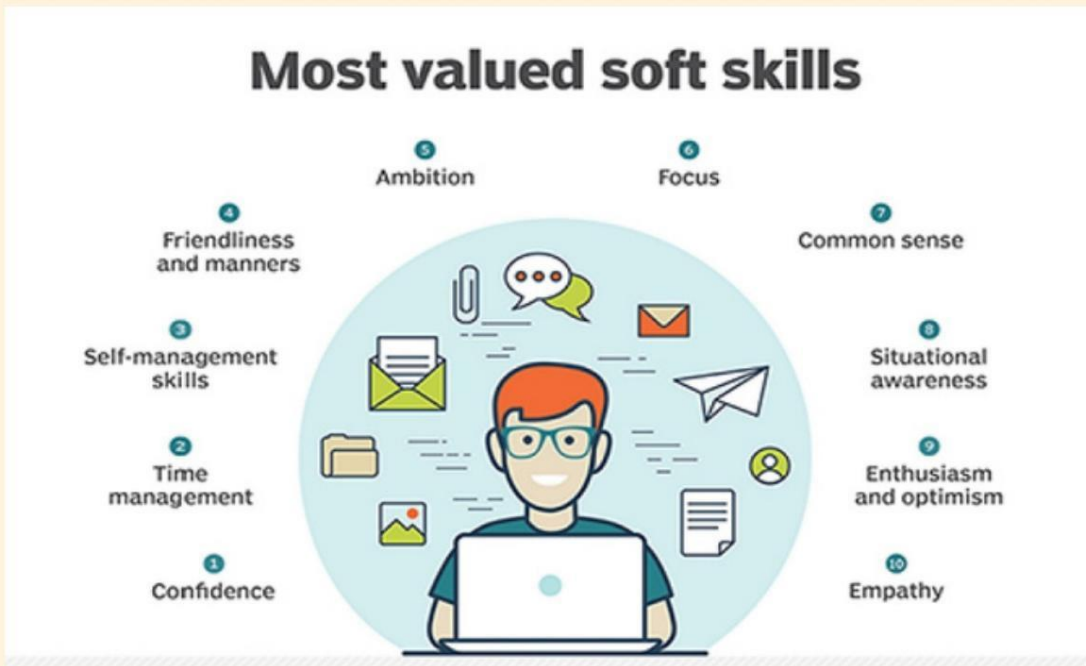 Most valued soft skills
5
Ambition
6
Focus
4
Friendliness
and manners
7
Common sense
3
Self-management
skills
8
Situational
awareness
2
Time
management
9
Enthusiasm
and optimism
1
Confidence
10
Empathy